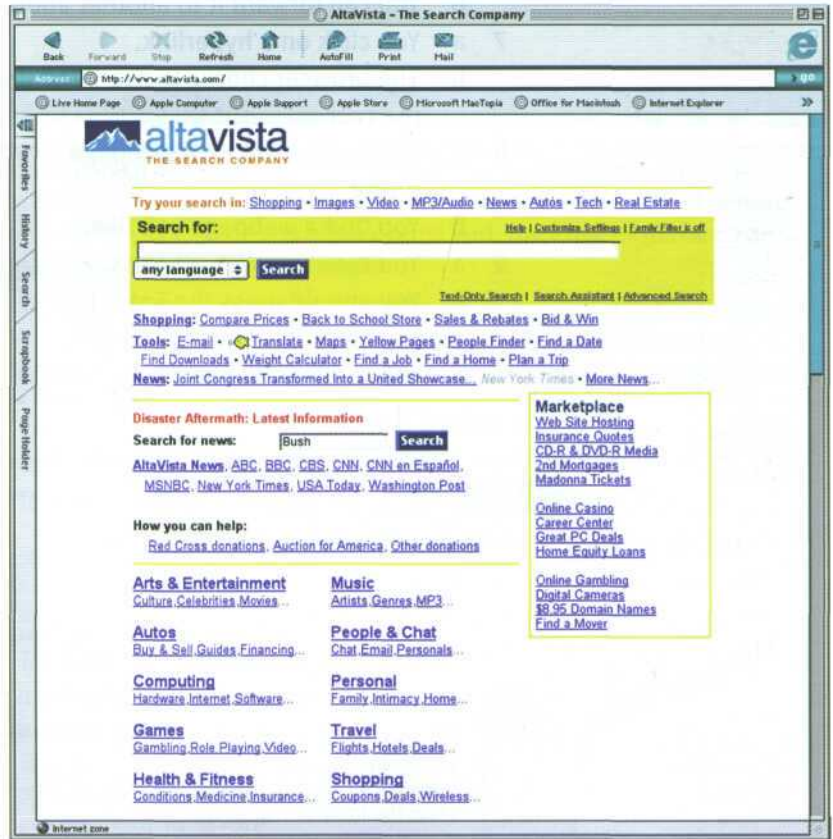 AltaVista - The Search Company
Back Forward Stop Refresh Home AutoFill Print Mail
Address: http://www.altavista.com/ go
Live Home Page Apple Computer Apple Support Apple Store Microsoft MacTopia Office for Macintosh Internet Explorer
Favorites
History
Search
Scrapbook
Page Holder
altavista
THE SEARCH COMPANY
Try your search in: Shopping • Images • Video • MP3/Audio • News • Autos • Tech • Real Estate
Search for: Help | Customize Settings | Family Filter is off
any language Search
Text-Only Search | Search Assistant | Advanced Search
Shopping: Compare Prices • Back to School Store • Sales & Rebates • Bid & Win
Tools: E-mail • Translate • Maps • Yellow Pages • People Finder • Find a Date
Find Downloads • Weight Calculator • Find a Job • Find a Home • Plan a Trip
News: Joint Congress Transformed Into a United Showcase... New York Times • More News...
Disaster Aftermath: Latest Information
Search for news: Bush Search
AltaVista News, ABC, BBC, CBS, CNN, CNN en Español,
MSNBC, New York Times, USA Today, Washington Post
How you can help:
Red Cross donations, Auction for America, Other donations
Marketplace
Web Site Hosting
Insurance Quotes
CD-R & DVD-R Media
2nd Mortgages
Madonna Tickets
Online Casino
Career Center
Great PC Deals
Home Equity Loans
Online Gambling
Digital Cameras
$8.95 Domain Names
Find a Mover
Arts & Entertainment
Culture,Celebrities,Movies...
Music
Artists,Genres,MP3...
Autos
Buy & Sell,Guides,Financing...
People & Chat
Chat,Email,Personals...
Computing
Hardware,Internet,Software...
Personal
Family,Intimacy,Home...
Games
Gambling,Role Playing,Video...
Travel
Flights,Hotels,Deals...
Health & Fitness
Conditions,Medicine,Insurance...
Shopping
Coupons,Deals,Wireless...
Internet zone